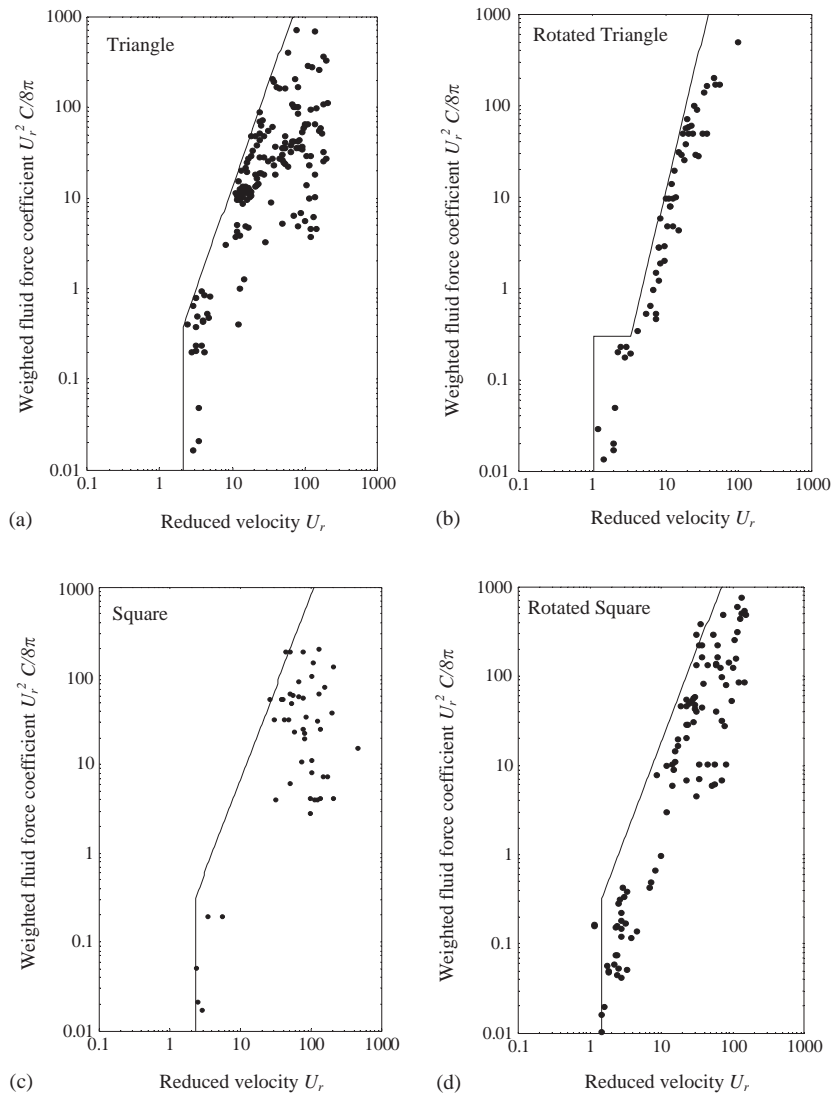 1000
Triangle
100
10
1
0.1
0.01
0.1 1 10 100 1000
Weighted fluid force coefficient U_r^2 C/8π
(a) Reduced velocity U_r
1000
Rotated Triangle
100
10
1
0.1
0.01
0.1 1 10 100 1000
Weighted fluid force coefficient U_r^2 C/8π
(b) Reduced velocity U_r
1000
Square
100
10
1
0.1
0.01
0.1 1 10 100 1000
Weighted fluid force coefficient U_r^2 C/8π
(c) Reduced velocity U_r
1000
Rotated Square
100
10
1
0.1
0.01
0.1 1 10 100 1000
Weighted fluid force coefficient U_r^2 C/8π
(d) Reduced velocity U_r